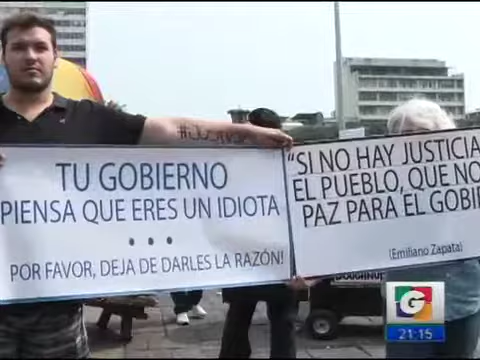 TU GOBIERNO
PIENSA QUE ERES UN IDIOTA
...
POR FAVOR, DEJA DE DARLES LA RAZÓN!
"SI NO HAY JUSTICIA
EL PUEBLO, QUE NO
PAZ PARA EL GOBI
(Emiliano Zapata)
G
21:15